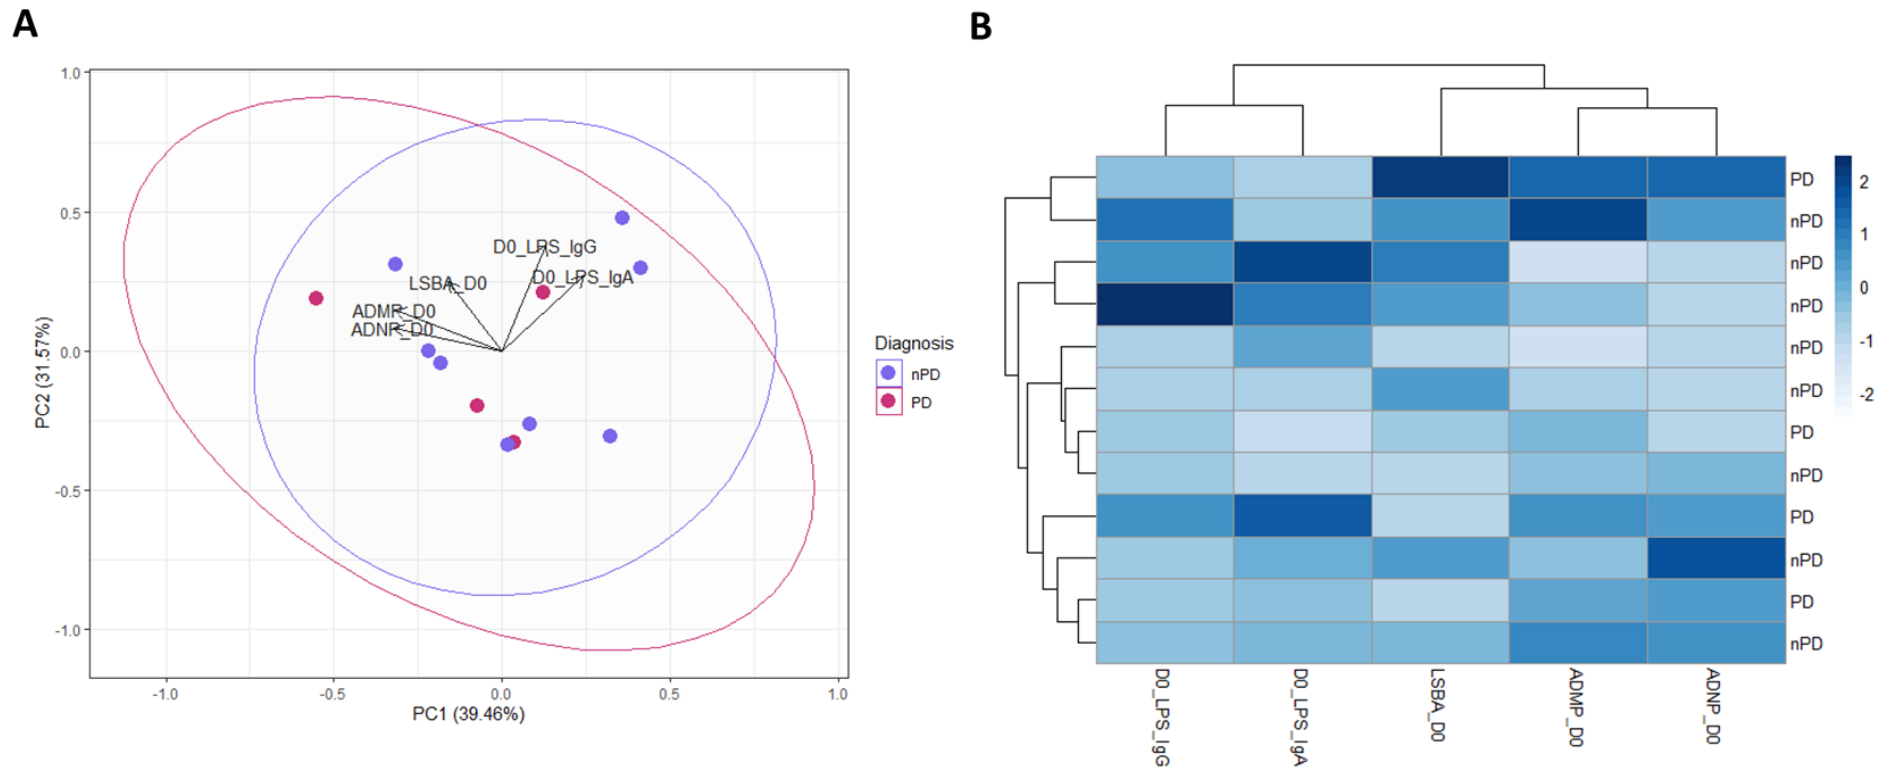 A
B
1.0
0.5
0.0
-0.5
-1.0
PC2 (31.57%)
D0_LPS_IgG
D0_LPS_IgA
LSBA_D0
ADMP_D0
ADNP_D0
-1.0
-0.5
0.0
0.5
1.0
PC1 (39.46%)
Diagnosis
nPD
PD
PD
nPD
nPD
nPD
nPD
nPD
PD
nPD
PD
nPD
PD
nPD
2
1
0
-1
-2
D0_LPS_IgG
D0_LPS_IgA
LSBA_D0
ADMP_D0
ADNP_D0